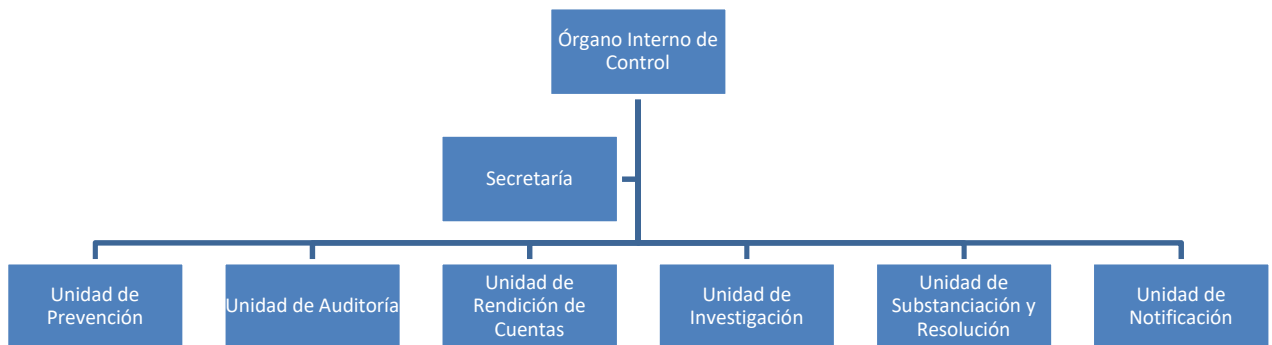 Órgano Interno de
Control
Secretaría
Unidad de
Prevención
Unidad de Auditoría
Unidad de
Rendición de
Cuentas
Unidad de
Investigación
Unidad de
Substanciación y
Resolución
Unidad de
Notificación